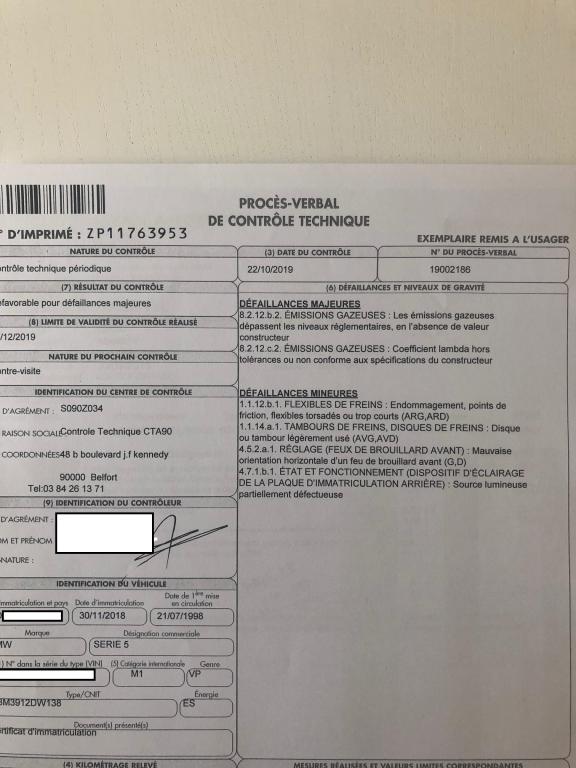 ° D'IMPRIMÉ : ZP11763953
PROCÈS-VERBAL
DE CONTRÔLE TECHNIQUE
EXEMPLAIRE REMIS A L'USAGER
NATURE DU CONTRÔLE
ntrôle technique périodique
(3) DATE DU CONTRÔLE
22/10/2019
N° DU PROCÈS-VERBAL
19002186
(7) RÉSULTAT DU CONTRÔLE
efavorable pour défaillances majeures
(8) LIMITE DE VALIDITÉ DU CONTRÔLE RÉALISÉ
/12/2019
NATURE DU PROCHAIN CONTRÔLE
ntre-visite
IDENTIFICATION DU CENTRE DE CONTRÔLE
D'AGRÉMENT : S090Z034
RAISON SOCIALE Controle Technique CTA90
COORDONNÉES 48 b boulevard j.f kennedy
90000 Belfort
Tel:03 84 26 13 71
(9) IDENTIFICATION DU CONTRÔLEUR
D'AGRÉMENT :
OM ET PRÉNOM
GNATURE :
(6) DÉFAILLANCES ET NIVEAUX DE GRAVITÉ
DÉFAILLANCES MAJEURES
8.2.12.b.2. ÉMISSIONS GAZEUSES : Les émissions gazeuses
dépassent les niveaux réglementaires, en l'absence de valeur
constructeur
8.2.12.c.2. ÉMISSIONS GAZEUSES : Coefficient lambda hors
tolérances ou non conforme aux spécifications du constructeur
DÉFAILLANCES MINEURES
1.1.12.b.1. FLEXIBLES DE FREINS : Endommagement, points de
friction, flexibles torsadés ou trop courts (ARG,ARD)
1.1.14.a.1. TAMBOURS DE FREINS, DISQUES DE FREINS : Disque
ou tambour légèrement usé (AVG,AVD)
4.5.2.a.1. RÉGLAGE (FEUX DE BROUILLARD AVANT) : Mauvaise
orientation horizontale d'un feu de brouillard avant (G,D)
4.7.1.b.1. ÉTAT ET FONCTIONNEMENT (DISPOSITIF D'ÉCLAIRAGE
DE LA PLAQUE D'IMMATRICULATION ARRIÈRE) : Source lumineuse
partiellement défectueuse
IDENTIFICATION DU VÉHICULE
Immatriculation et pays
Date d'immatriculation
30/11/2018
Date de 1ère mise
en circulation
21/07/1998
Marque
MW
Désignation commerciale
SERIE 5
) N° dans la série du type (VIN)
(5) Catégorie internationale
M1
Genre
VP
Type/CNIT
BM3912DW138
Énergie
ES
Document(s) présenté(s)
rtificat d'immatriculation
(4) KILOMÉTRAGE RELEVÉ
MESURES RÉALISÉES ET VALEURS LIMITES CORRESPONDANTES